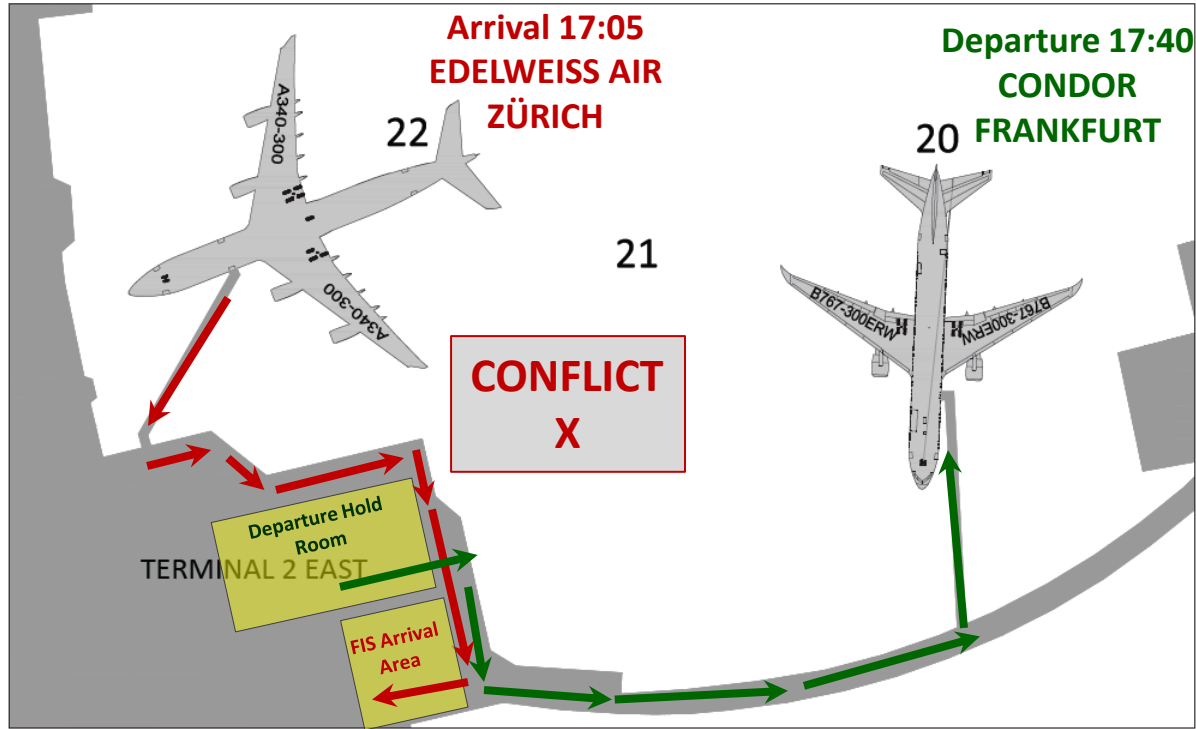 Arrival 17:05
EDELWEISS AIR
ZÜRICH
Departure 17:40
CONDOR
FRANKFURT
22
20
21
A340-300
A340-300
B767-300ERW
B767-300ERW
CONFLICT
X
Departure Hold
Room
TERMINAL 2 EAST
FIS Arrival
Area